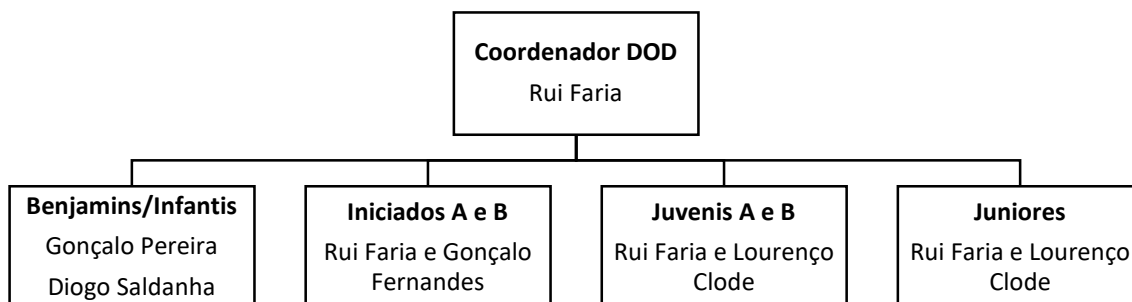 Coordenador DOD
Rui Faria
Benjamins/Infantis
Gonçalo Pereira
Diogo Saldanha
Iniciados A e B
Rui Faria e Gonçalo
Fernandes
Juvenis A e B
Rui Faria e Lourenço
Clode
Juniores
Rui Faria e Lourenço
Clode